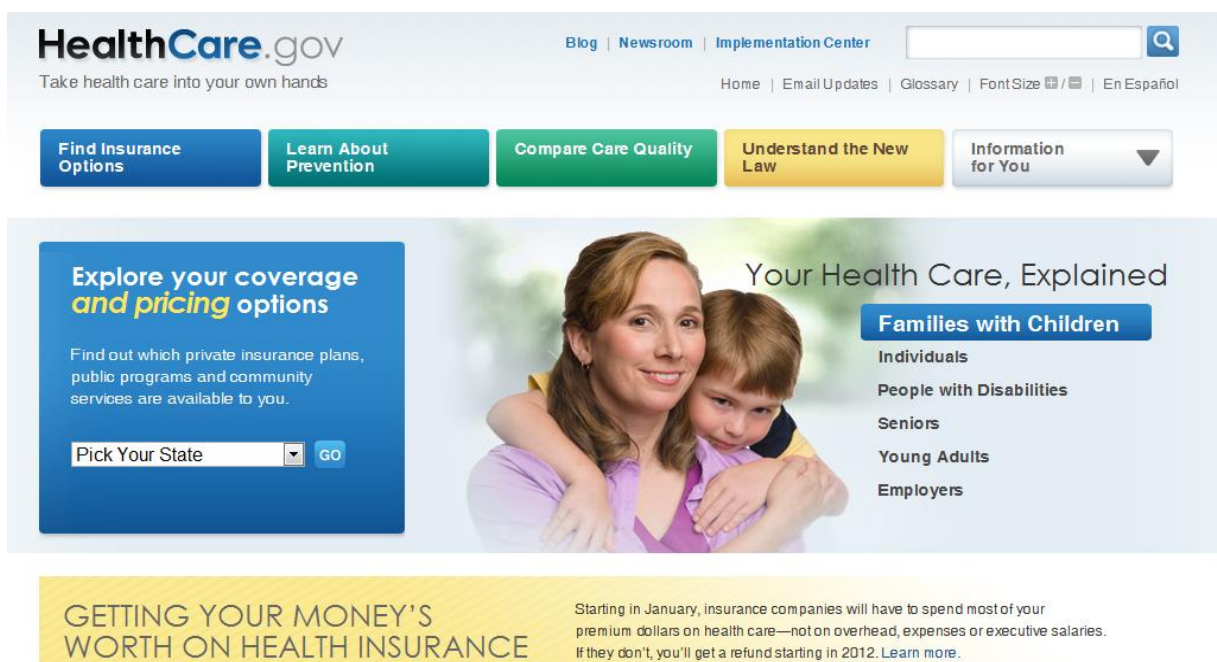 HealthCare.gov
Take health care into your own hands
Blog | Newsroom | Implementation Center
Home | Email Updates | Glossary | Font Size + / - | En Español
Find Insurance
Options
Learn About
Prevention
Compare Care Quality
Understand the New
Law
Information
for You
Explore your coverage
and pricing options
Find out which private insurance plans,
public programs and community
services are available to you.
Pick Your State
GO
Your Health Care, Explained
Families with Children
Individuals
People with Disabilities
Seniors
Young Adults
Employers
GETTING YOUR MONEY'S
WORTH ON HEALTH INSURANCE
Starting in January, insurance companies will have to spend most of your
premium dollars on health care—not on overhead, expenses or executive salaries.
If they don't, you'll get a refund starting in 2012. Learn more.